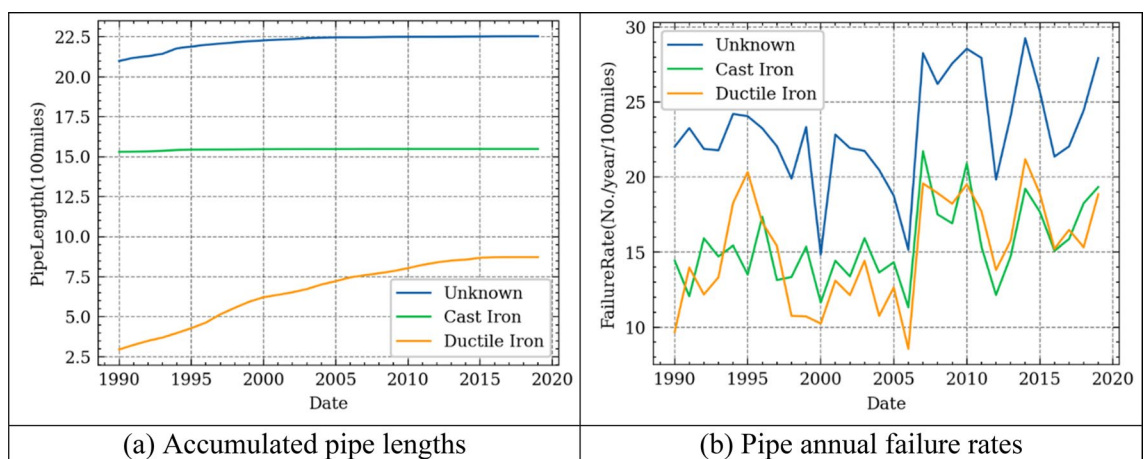 22.5
20.0
17.5
15.0
12.5
10.0
7.5
5.0
2.5
PipeLength(100miles)
Unknown
Cast Iron
Ductile Iron
1990 1995 2000 2005 2010 2015 2020
Date
(a) Accumulated pipe lengths
30
25
20
15
10
FailureRate(No./year/100miles)
Unknown
Cast Iron
Ductile Iron
1990 1995 2000 2005 2010 2015 2020
Date
(b) Pipe annual failure rates